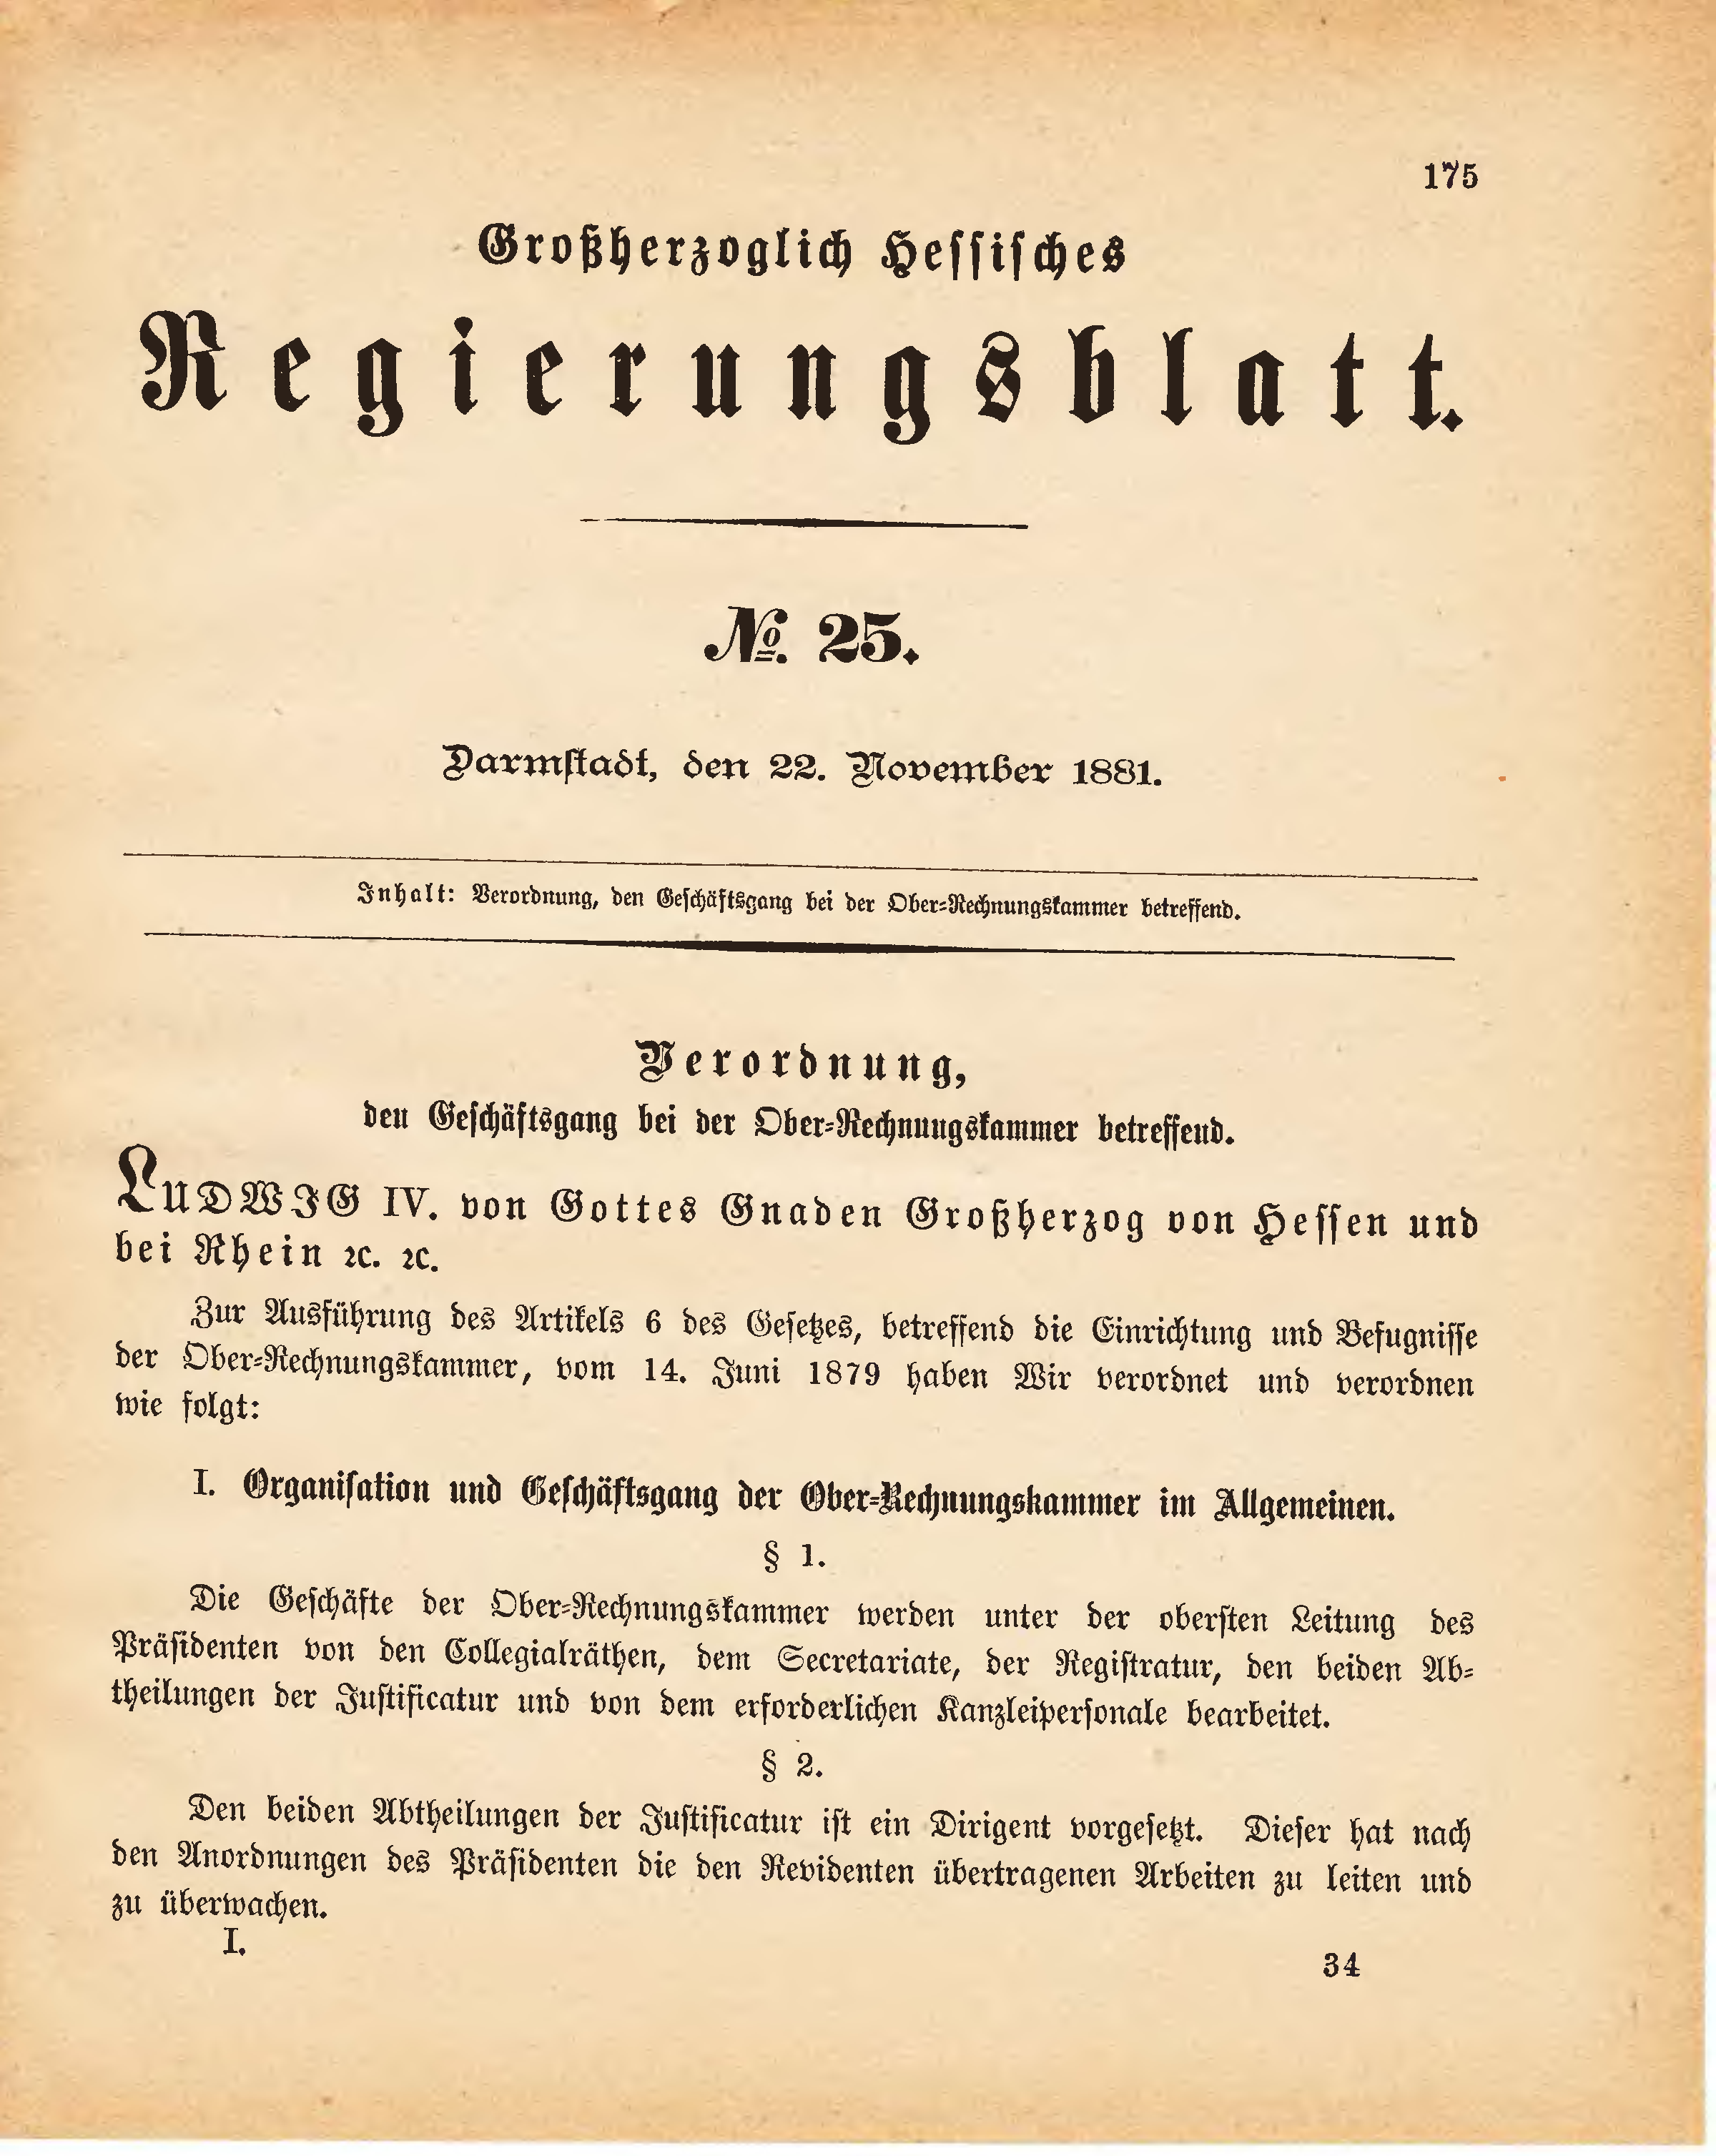 175
Großherzoglich Hessisches
Regierungsblatt.
№. 25.
Darmstadt, den 22. November 1881.
Inhalt: Verordnung, den Geschäftsgang bei der Ober-Rechnungskammer betreffend.
Verordnung,
den Geschäftsgang bei der Ober-Rechnungskammer betreffend.
LUDWIG IV. von Gottes Gnaden Großherzog von Hessen und
bei Rhein ꝛc. ꝛc.
Zur Ausführung des Artikels 6 des Gesetzes, betreffend die Einrichtung und Befugnisse
der Ober-Rechnungskammer, vom 14. Juni 1879 haben Wir verordnet und verordnen
wie folgt:
I. Organisation und Geschäftsgang der Ober-Rechnungskammer im Allgemeinen.
§ 1.
Die Geschäfte der Ober-Rechnungskammer werden unter der obersten Leitung des
Präsidenten von den Collegialräthen, dem Secretariate, der Registratur, den beiden Ab-
theilungen der Justificatur und von dem erforderlichen Kanzleipersonale bearbeitet.
§ 2.
Den beiden Abtheilungen der Justificatur ist ein Dirigent vorgesetzt. Dieser hat nach
den Anordnungen des Präsidenten die den Revidenten übertragenen Arbeiten zu leiten und
zu überwachen.
I.
34